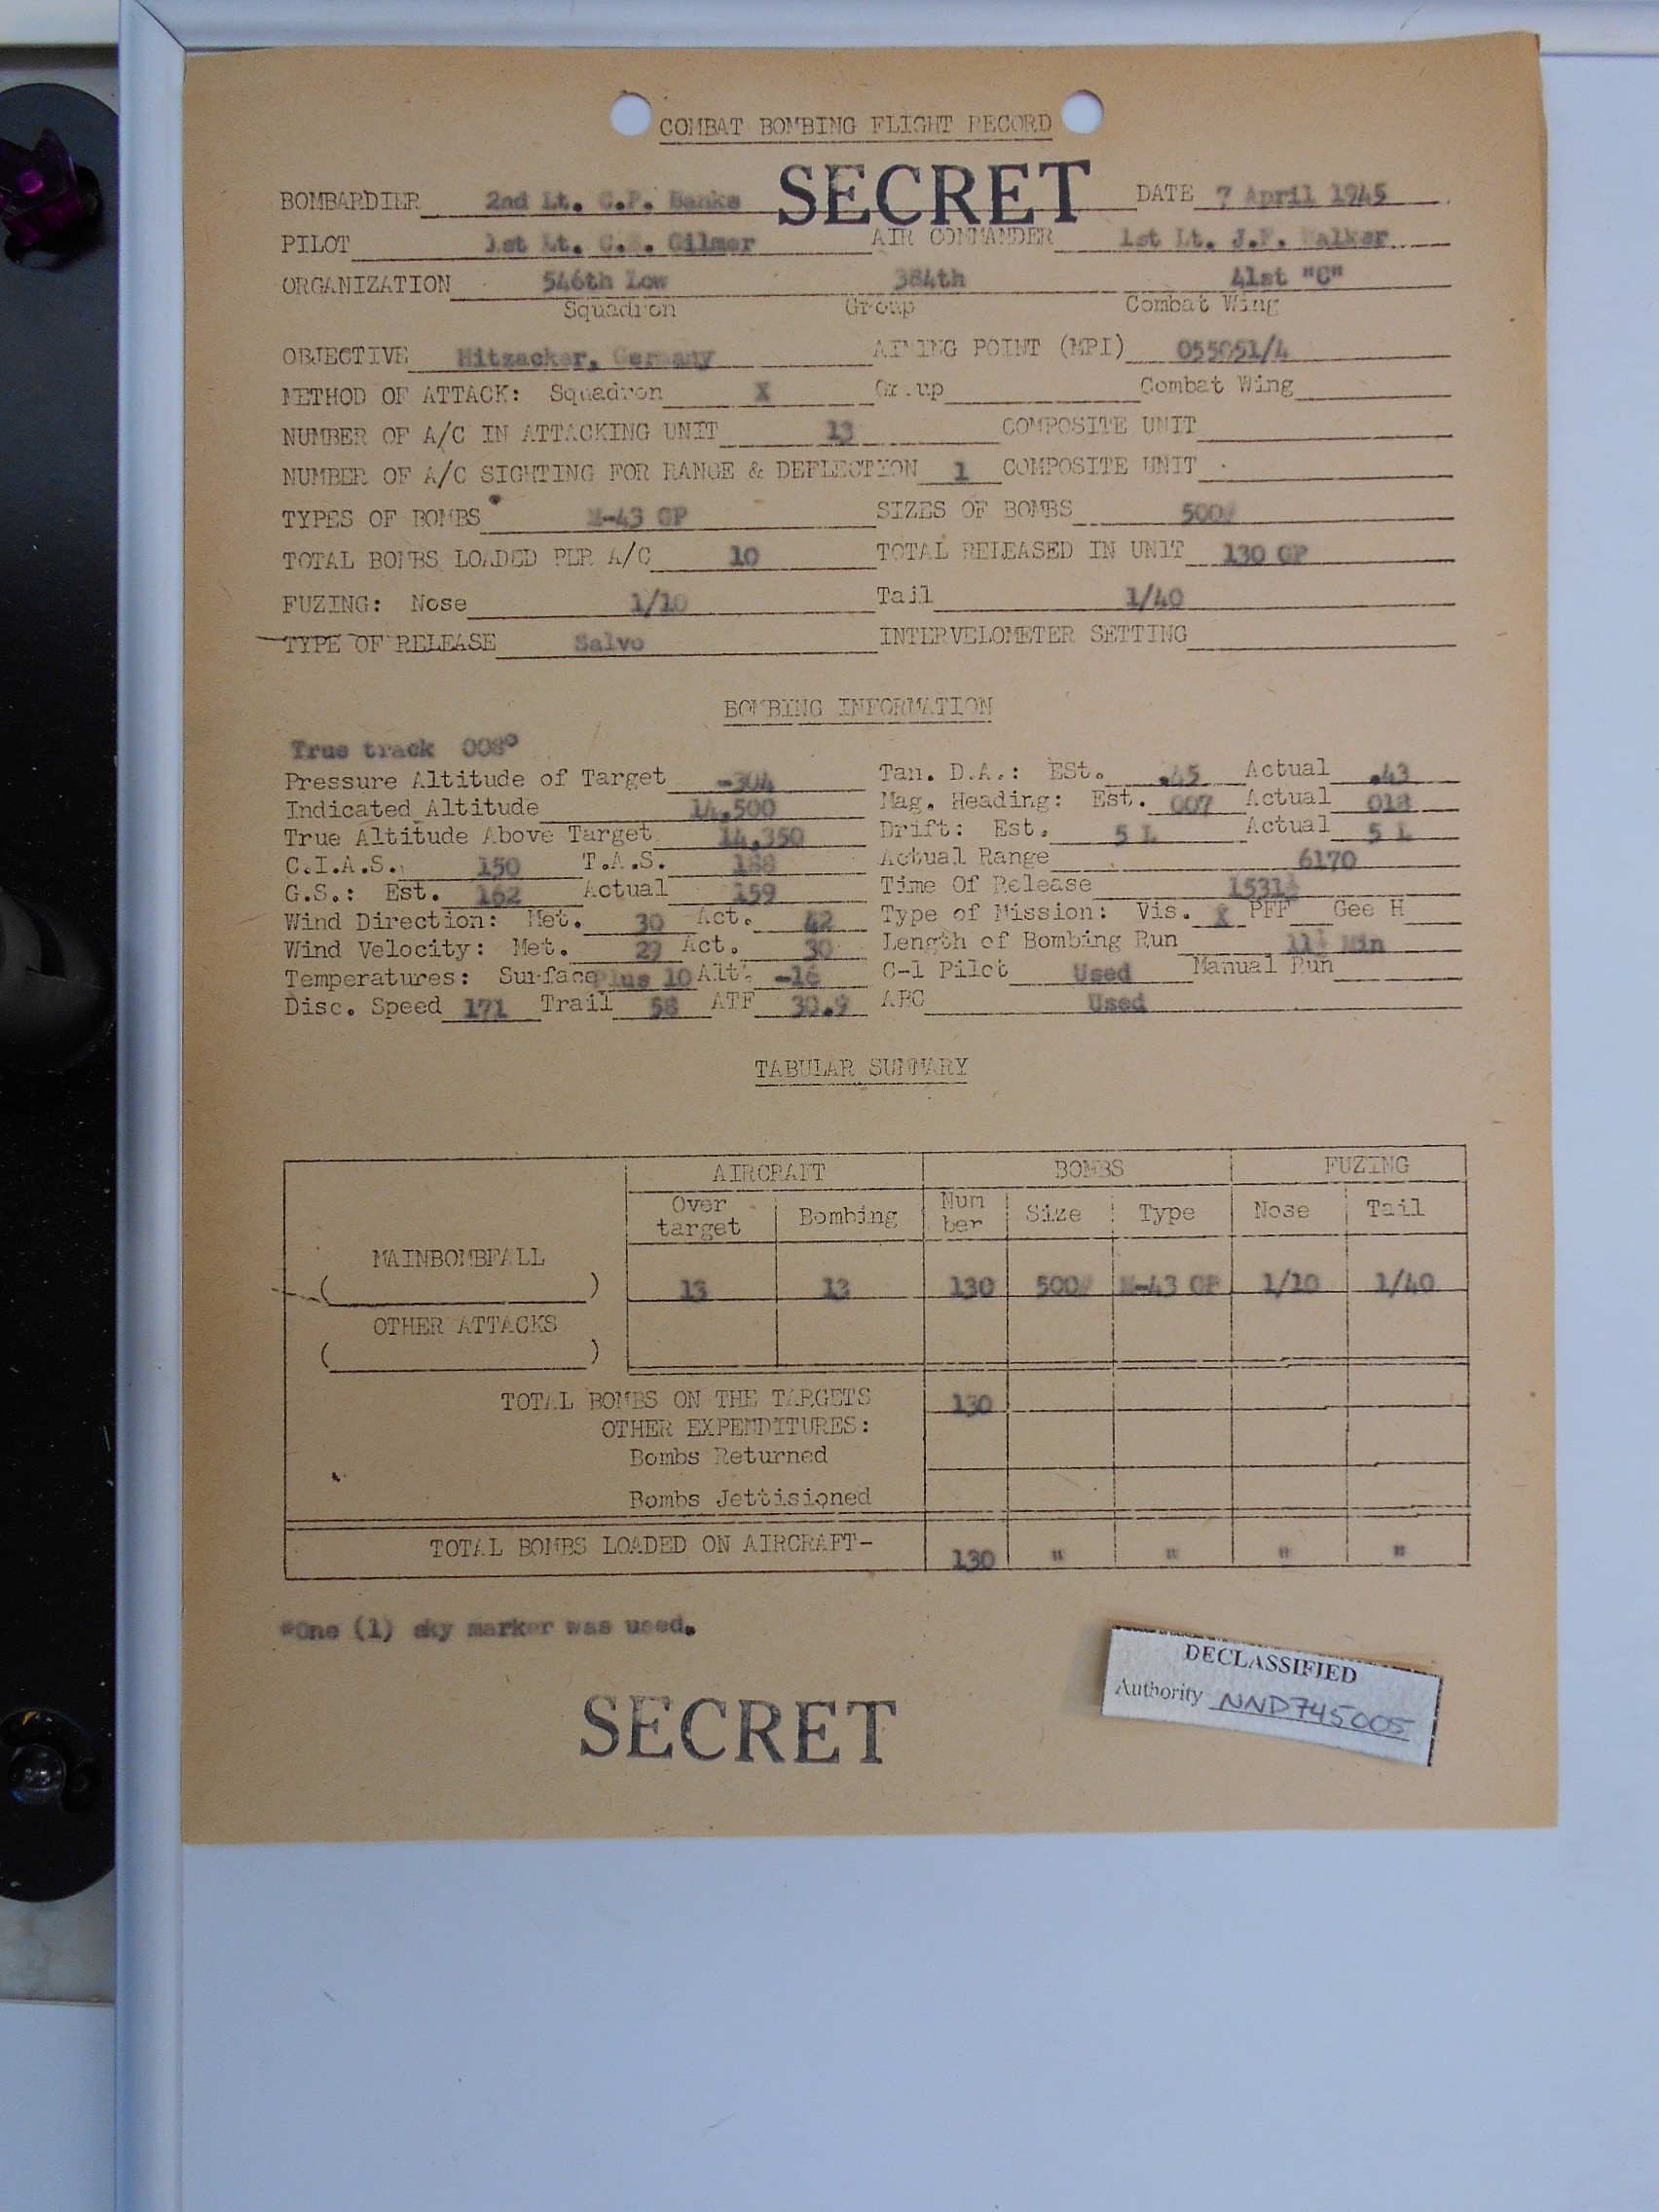 COMBAT BOMBING FLIGHT RECORD
SECRET
BOMBARDIER 2nd Lt. C.P. Banks DATE 7 April 1945
PILOT 1st Lt. C. Gilmer AIR COMMANDER 1st Lt. J.F. Walker
ORGANIZATION 546th Low 384th 41st "C"
Squadron Group Combat Wing
OBJECTIVE Hitzacker, Germany AIMING POINT (MPI) 055051/4
METHOD OF ATTACK: Squadron X Group Combat Wing
NUMBER OF A/C IN ATTACKING UNIT 13 COMPOSITE UNIT
NUMBER OF A/C SIGHTING FOR RANGE & DEFLECTION 1 COMPOSITE UNIT
TYPES OF BOMBS M-43 GP SIZES OF BOMBS 500#
TOTAL BOMBS LOADED PER A/C 10 TOTAL RELEASED IN UNIT 130 GP
FUZING: Nose 1/10 Tail 1/40
TYPE OF RELEASE Salvo INTERVELOMETER SETTING
BOMBING INFORMATION
True track 008°
Pressure Altitude of Target -304 Tan. D.A.: ESt. .45 Actual .43
Indicated Altitude 14,500 Mag. Heading: Est. 007 Actual 018
True Altitude Above Target 14,350 Drift: Est. 5 L Actual 5 L
C.I.A.S. 150 T.A.S. 188 Actual Range 6170
G.S.: Est. 162 Actual 159 Time Of Release 1531½
Wind Direction: Met. 30 Act. 42 Type of Mission: Vis. X PFF Gee H
Wind Velocity: Met. 29 Act. 30 Length of Bombing Run 11½ Min
Temperatures: Surface Plus 10 Alt. -16 C-1 Pilot Used Manual Run
Disc. Speed 171 Trail 58 ATF 30.9 ABC Used
TABULAR SUMMARY
AIRCRAFT BOMBS FUZING
Over target Bombing Num ber Size Type Nose Tail
MAINBOMBFALL
( ) 13 13 130 500# M-43 GP 1/10 1/40
OTHER ATTACKS
( )
TOTAL BOMBS ON THE TARGETS 130
OTHER EXPENDITURES:
Bombs Returned
Bombs Jettisioned
TOTAL BOMBS LOADED ON AIRCRAFT- 130 " " " "
*One (1) sky marker was used.
DECLASSIFIED
Authority NND745005
SECRET